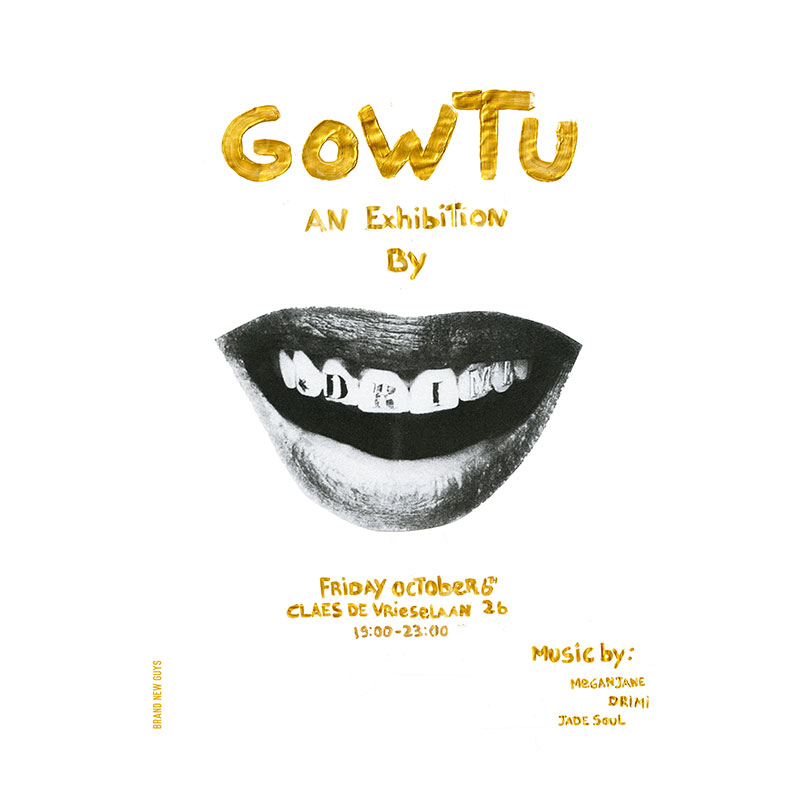 GOWTU
AN ExhibiTiON
By
*DRIMI
FRIDAY OCTObeR 6TH
CLAES DE VRieseLAAN 26
19:00-23:00
Music by:
MeGANJANE
DRIMI
JADE SOUL
BRAND NEW GUYS